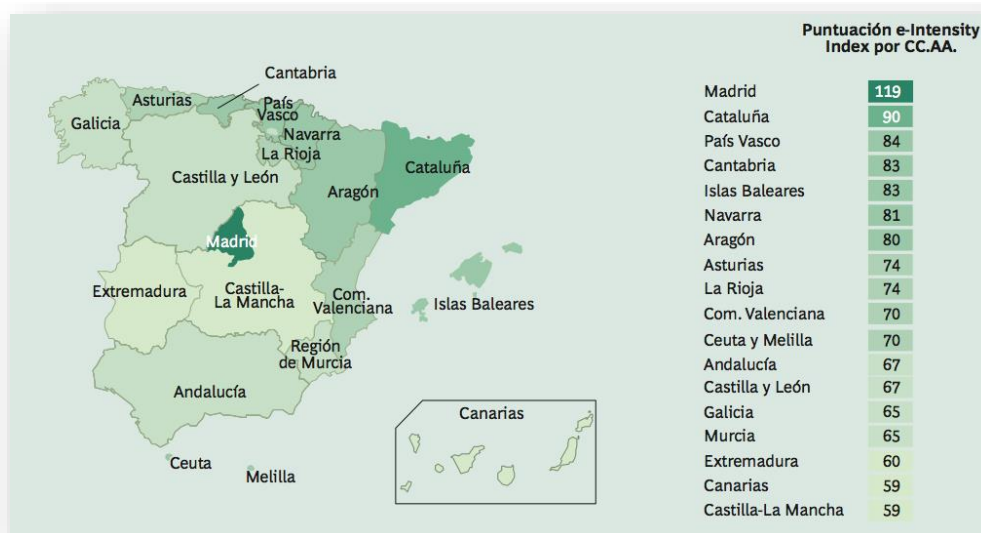 Puntuación e-Intensity
Index por CC.AA.
Cantabria
Asturias
País
Vasco
Galicia
Navarra
La Rioja
Castilla y León
Aragón
Cataluña
Madrid
Extremadura
Castilla-
La Mancha
Com.
Valenciana
Islas Baleares
Región
de Murcia
Andalucía
Canarias
Ceuta
Melilla
Madrid 119
Cataluña 90
País Vasco 84
Cantabria 83
Islas Baleares 83
Navarra 81
Aragón 80
Asturias 74
La Rioja 74
Com. Valenciana 70
Ceuta y Melilla 70
Andalucía 67
Castilla y León 67
Galicia 65
Murcia 65
Extremadura 60
Canarias 59
Castilla-La Mancha 59